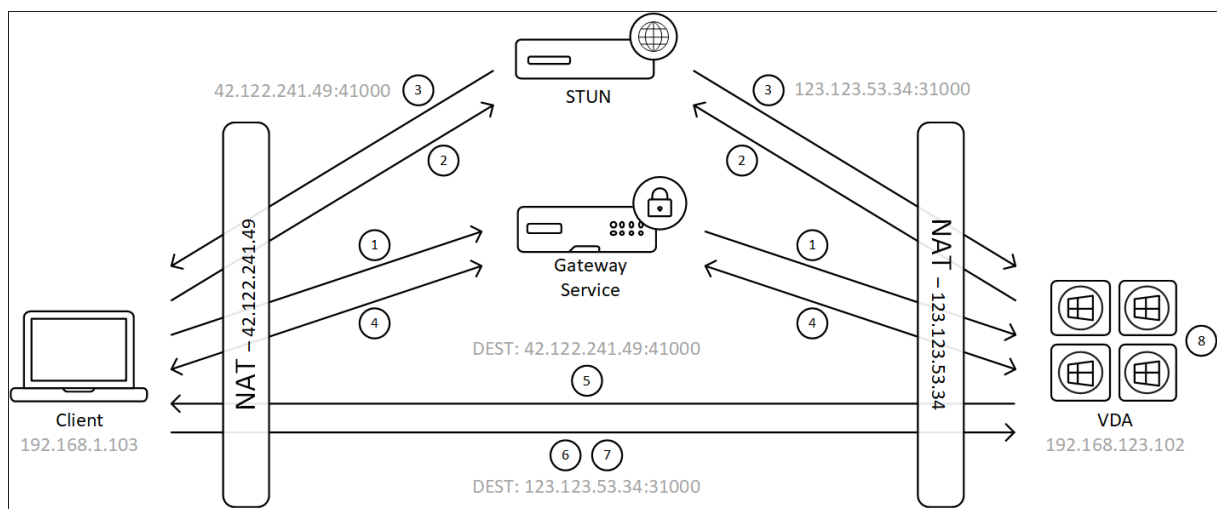 STUN
42.122.241.49:41000
3
3
123.123.53.34:31000
2
2
NAT – 42.122.241.49
NAT – 123.123.53.34
1
1
Gateway
Service
4
4
DEST: 42.122.241.49:41000
5
8
Client
192.168.1.103
VDA
192.168.123.102
6
7
DEST: 123.123.53.34:31000